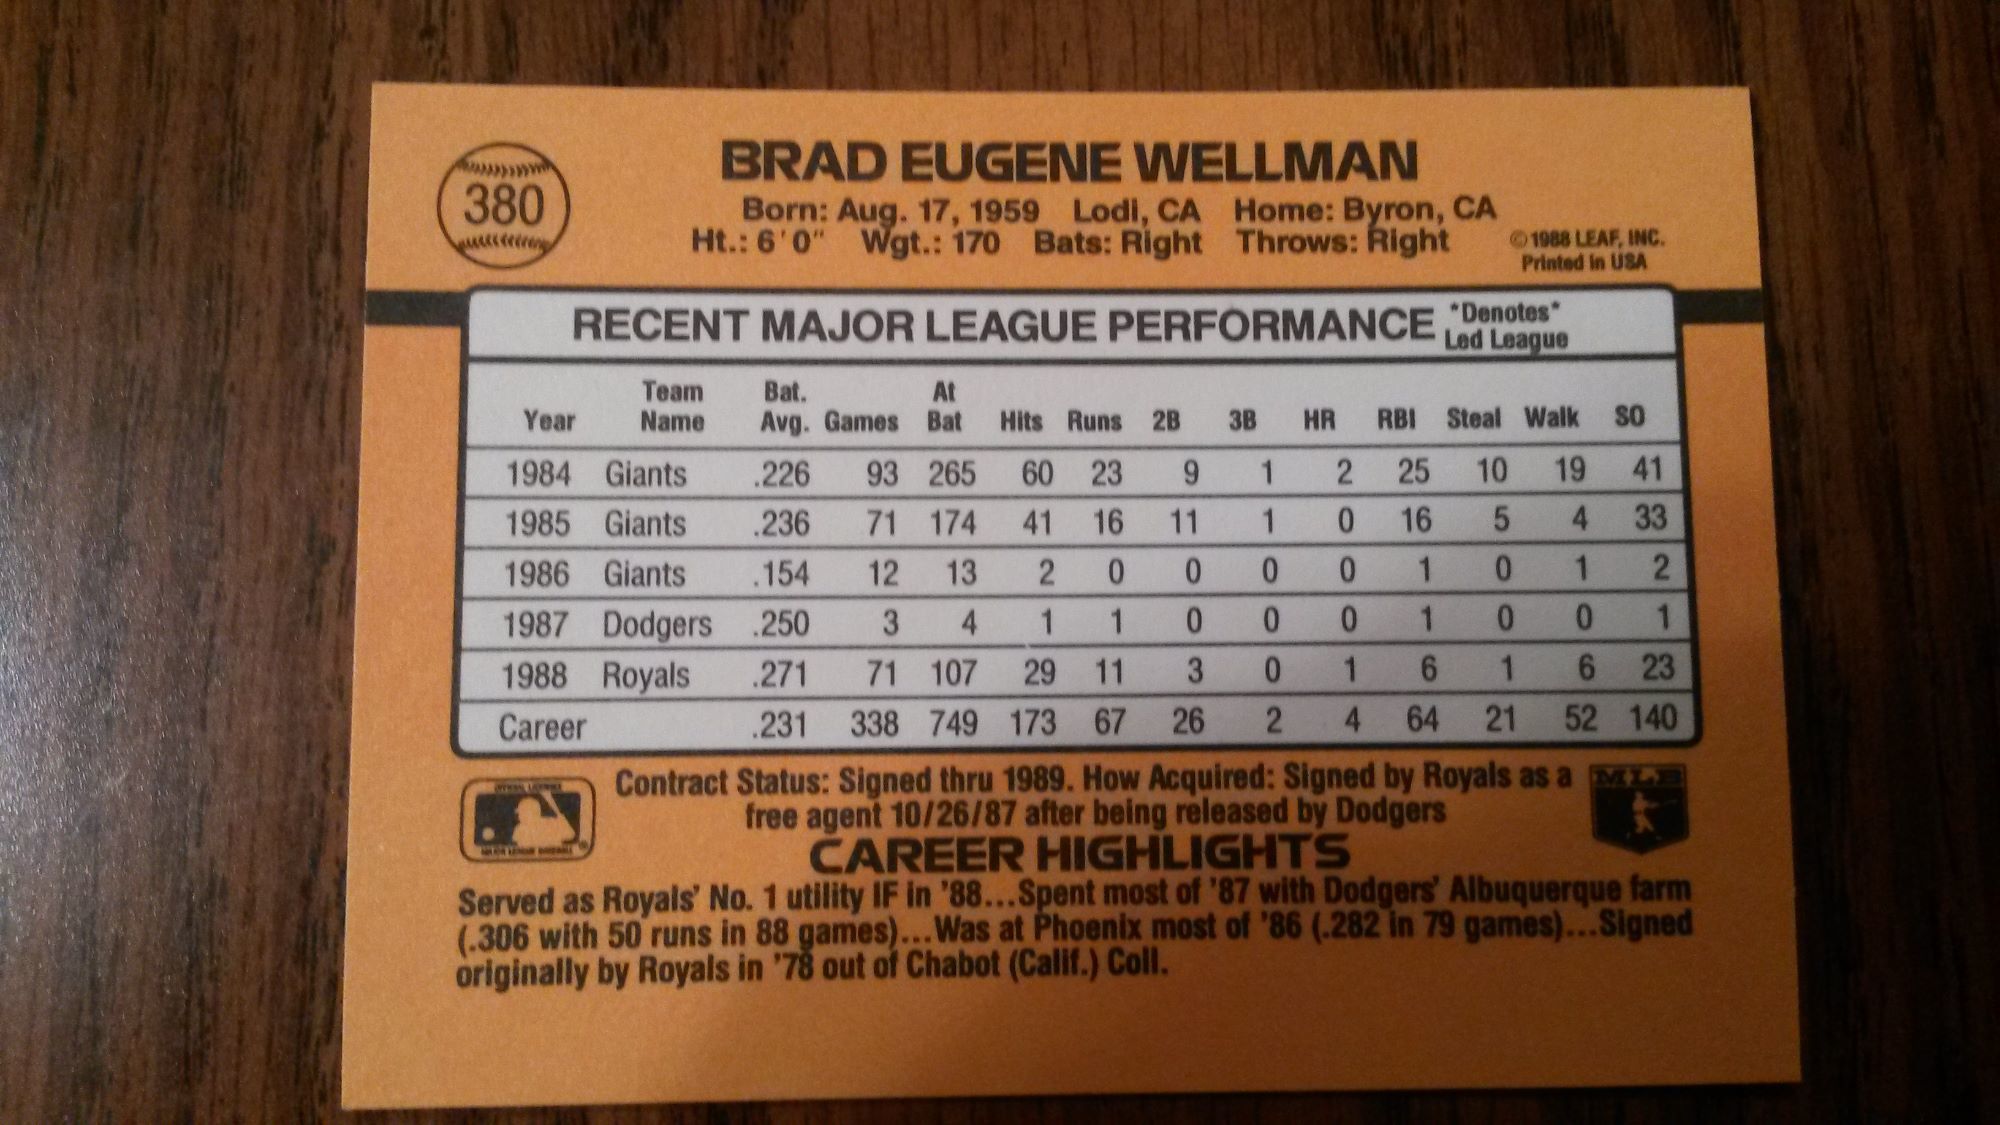 380
BRAD EUGENE WELLMAN
Born: Aug. 17, 1959 Lodi, CA Home: Byron, CA
Ht.: 6'0" Wgt.: 170 Bats: Right Throws: Right
© 1988 LEAF, INC.
Printed in USA
RECENT MAJOR LEAGUE PERFORMANCE *Denotes* Led League
Year Team Name Bat. Avg. Games At Bat Hits Runs 2B 3B HR RBI Steal Walk SO
1984 Giants .226 93 265 60 23 9 1 2 25 10 19 41
1985 Giants .236 71 174 41 16 11 1 0 16 5 4 33
1986 Giants .154 12 13 2 0 0 0 0 1 0 1 2
1987 Dodgers .250 3 4 1 1 0 0 0 1 0 0 1
1988 Royals .271 71 107 29 11 3 0 1 6 1 6 23
Career .231 338 749 173 67 26 2 4 64 21 52 140
Contract Status: Signed thru 1989. How Acquired: Signed by Royals as a
free agent 10/26/87 after being released by Dodgers
MLB
CAREER HIGHLIGHTS
Served as Royals' No. 1 utility IF in '88...Spent most of '87 with Dodgers' Albuquerque farm
(.306 with 50 runs in 88 games)...Was at Phoenix most of '86 (.282 in 79 games)...Signed
originally by Royals in '78 out of Chabot (Calif.) Coll.